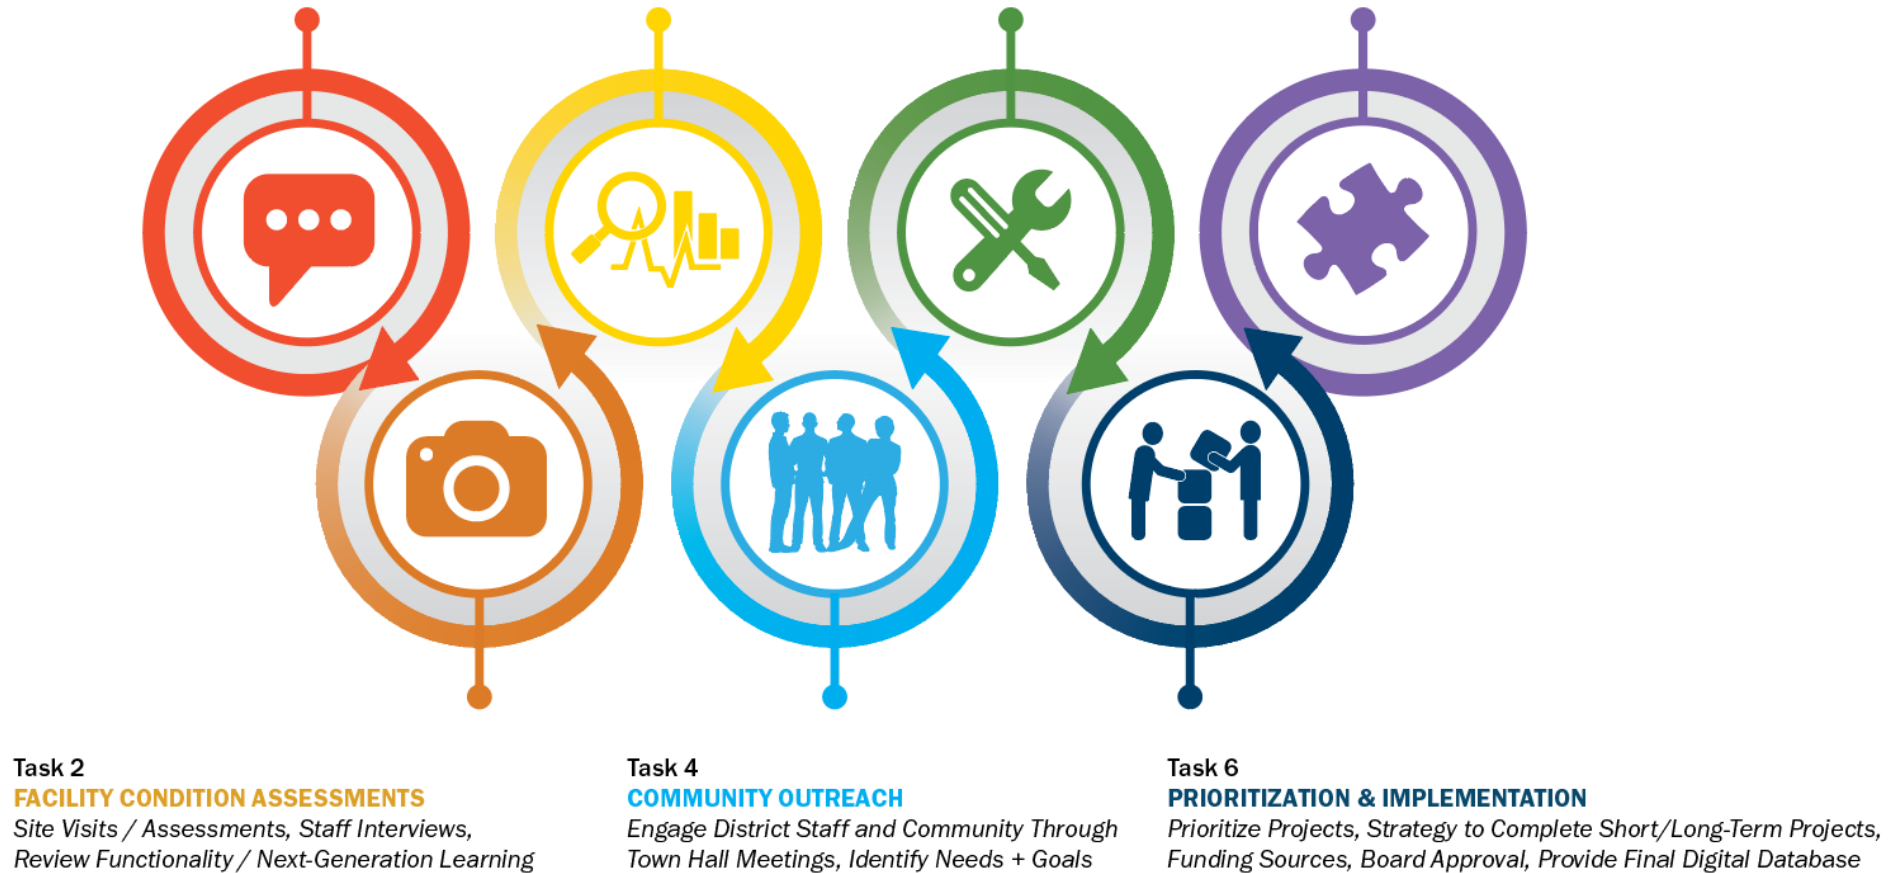 Task 2
FACILITY CONDITION ASSESSMENTS
Site Visits / Assessments, Staff Interviews,
Review Functionality / Next-Generation Learning
Task 4
COMMUNITY OUTREACH
Engage District Staff and Community Through
Town Hall Meetings, Identify Needs + Goals
Task 6
PRIORITIZATION & IMPLEMENTATION
Prioritize Projects, Strategy to Complete Short/Long-Term Projects,
Funding Sources, Board Approval, Provide Final Digital Database